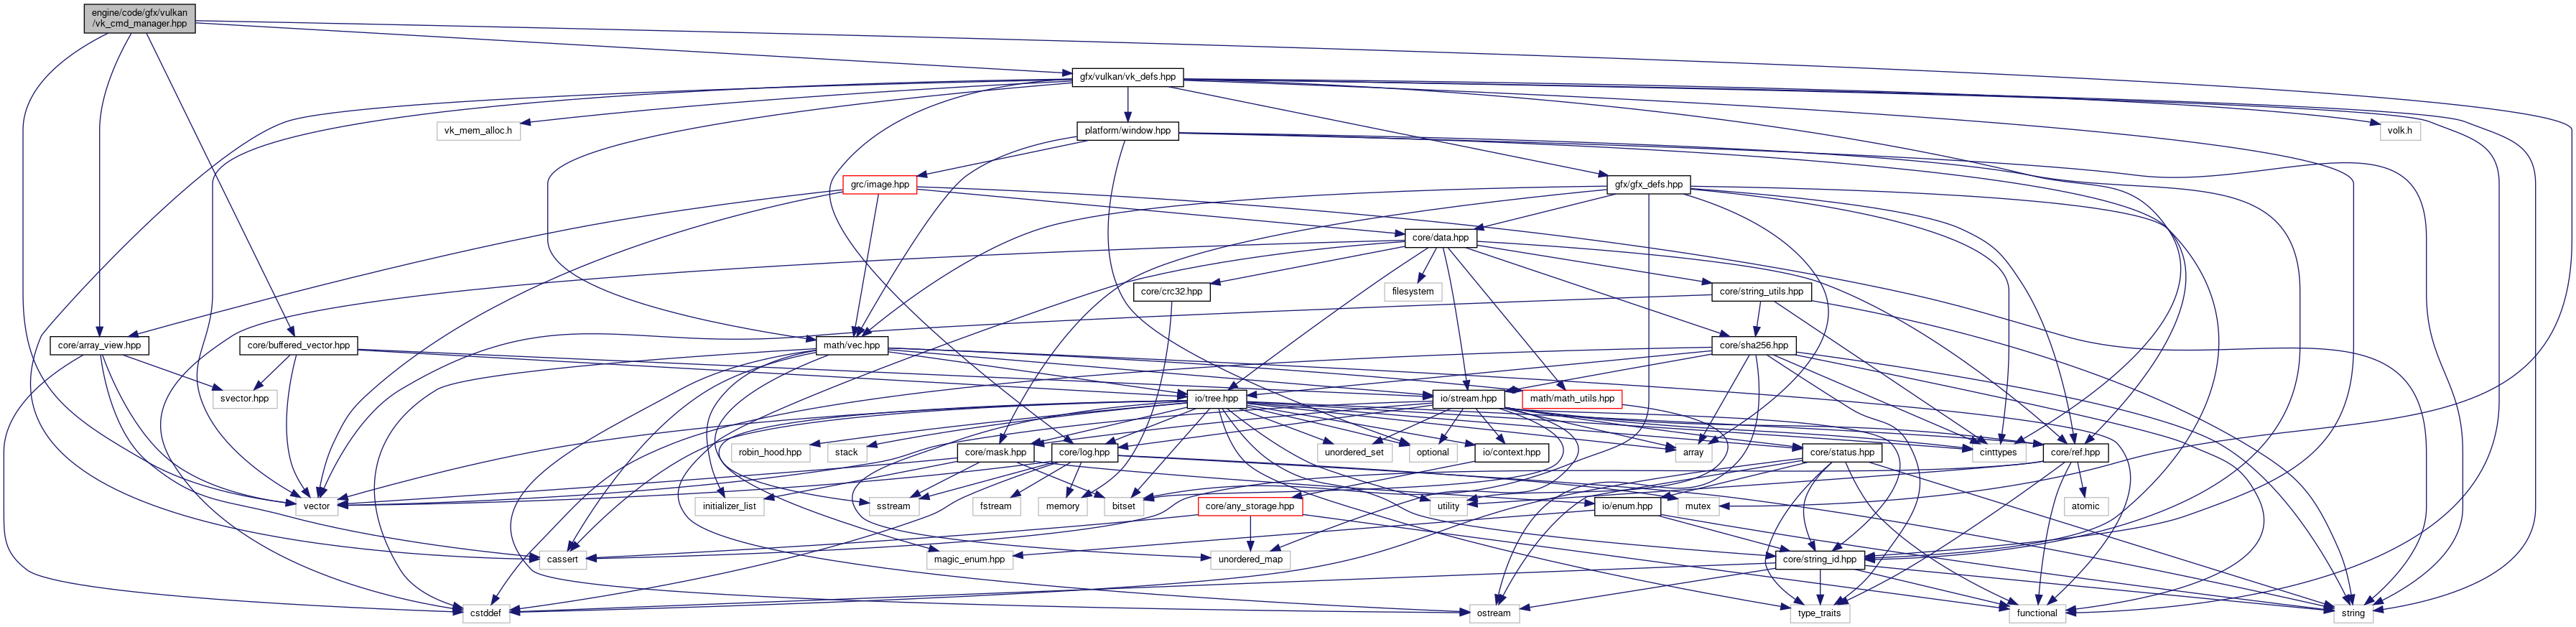 engine/code/gfx/vulkan
/vk_cmd_manager.hpp
gfx/vulkan/vk_defs.hpp
vk_mem_alloc.h
platform/window.hpp
volk.h
grc/image.hpp
gfx/gfx_defs.hpp
core/data.hpp
core/crc32.hpp
filesystem
core/string_utils.hpp
core/array_view.hpp
core/buffered_vector.hpp
math/vec.hpp
core/sha256.hpp
svector.hpp
io/tree.hpp
io/stream.hpp
math/math_utils.hpp
robin_hood.hpp
stack
core/mask.hpp
core/log.hpp
unordered_set
optional
io/context.hpp
array
core/status.hpp
cinttypes
core/ref.hpp
vector
initializer_list
sstream
fstream
memory
bitset
core/any_storage.hpp
utility
io/enum.hpp
mutex
atomic
cassert
magic_enum.hpp
unordered_map
core/string_id.hpp
cstddef
ostream
type_traits
functional
string